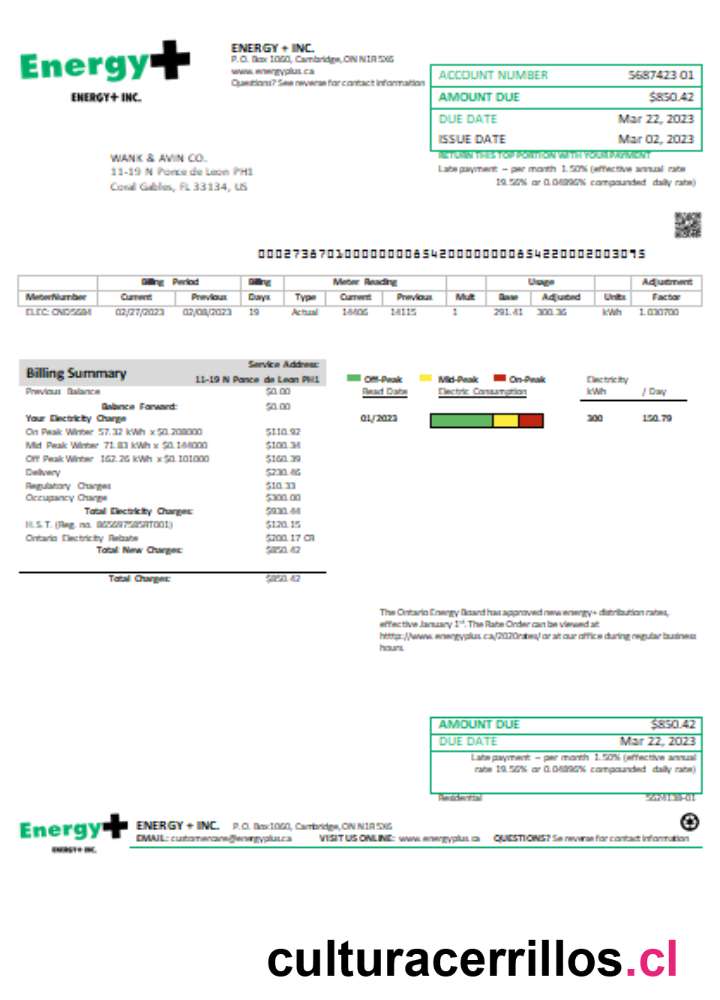 Energy+
ENERGY+ INC.
ENERGY + INC.
P.O. Box 1060, Cambridge, ON N1R 5X6
www.energyplus.ca
Questions? See reverse for contact information
ACCOUNT NUMBER 5687423 01
AMOUNT DUE $850.42
DUE DATE Mar 22, 2023
ISSUE DATE Mar 02, 2023
RETURN THIS TOP PORTION WITH YOUR PAYMENT
Late payment – per month 1.50% (effective annual rate
19.56% or 0.04896% compounded daily rate)
WANK & AVIN CO.
11-19 N Ponce de Leon PH1
Coral Gables, FL 33134, US
Billing Period Billing Meter Reading Usage Adjustment
MeterNumber Current Previous Days Type Current Previous Mult Base Adjusted Units Factor
ELEC: 02/27/2023 02/08/2023 19 Actual 14406 14115 1 291.41 300.36 kWh 1.030700
Billing Summary
Service Address:
11-19 N Ponce de Leon PH1
Previous Balance $0.00
Balance Forward: $0.00
Your Electricity Charge
On Peak Winter 57.32 kWh x $0.208000 $110.92
Mid Peak Winter 71.83 kWh x $0.144000 $100.34
Off Peak Winter 162.26 kWh x $0.101000 $160.39
Delivery $230.46
Regulatory Charges $10.33
Occupancy Charge $300.00
Total Electricity Charges: $930.44
H.S.T. (Reg. no. $120.15
Ontario Electricity Rebate $200.17 CR
Total New Charges: $850.42
Total Charges: $850.42
Off-Peak Mid-Peak On-Peak
Read Date Electric Consumption
Electricity
kWh / Day
01/2023 300 150.79
The Ontario Energy Board has approved new energy+ distribution rates,
effective January 1st. The Rate Order can be viewed at
htttp://www.energyplus.ca/2020rates/ or at our office during regular business
hours.
AMOUNT DUE $850.42
DUE DATE Mar 22, 2023
Late payment – per month 1.50% (effective annual
rate 19.56% or 0.04896% compounded daily rate)
Residential 5624138-01
Energy+
ENERGY+ INC.
ENERGY + INC. P.O. Box 1060, Cambridge, ON N1R 5X6
EMAIL: customercare@energyplus.ca VISIT US ONLINE: www.energyplus.ca QUESTIONS? Se reverse for contact information
culturacerrillos.cl